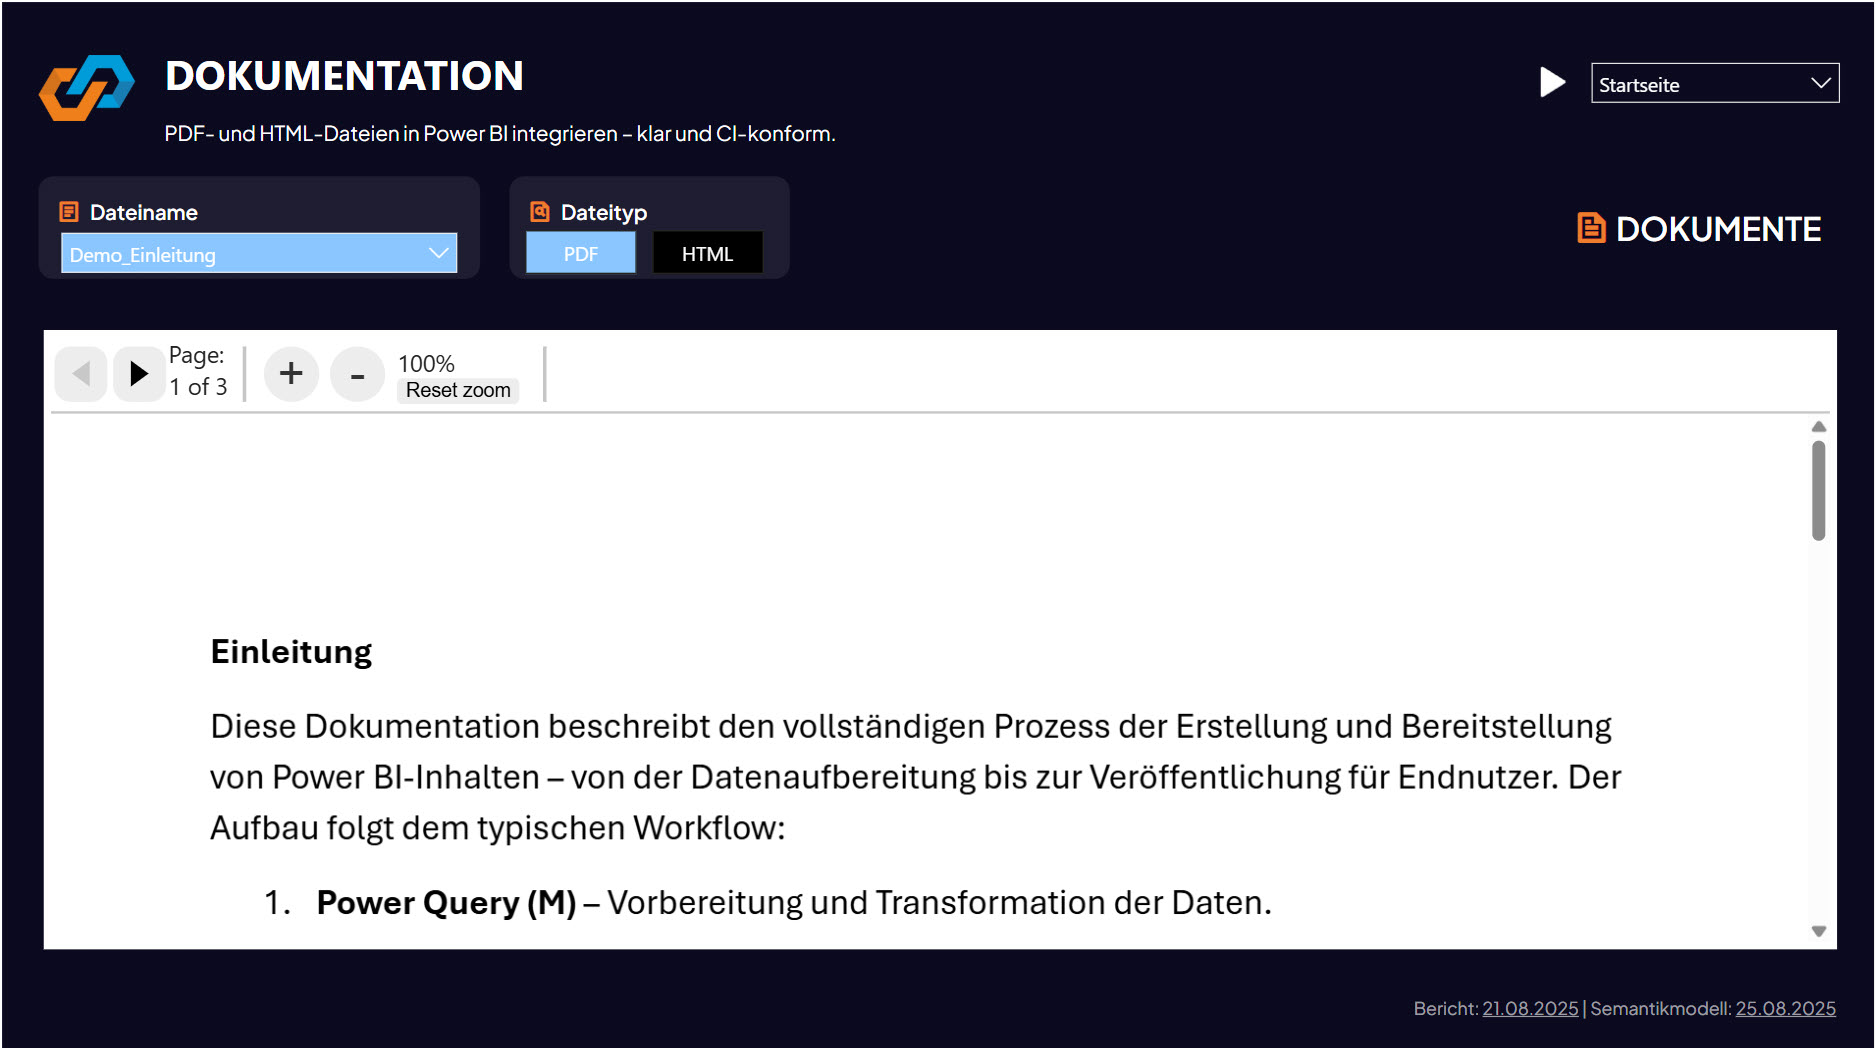 DOKUMENTATION
PDF- und HTML-Dateien in Power BI integrieren – klar und CI-konform.
Startseite
Dateiname
Demo_Einleitung
Dateityp
PDF
HTML
DOKUMENTE
Page:
1 of 3
+
-
100%
Reset zoom
Einleitung
Diese Dokumentation beschreibt den vollständigen Prozess der Erstellung und Bereitstellung
von Power BI-Inhalten – von der Datenaufbereitung bis zur Veröffentlichung für Endnutzer. Der
Aufbau folgt dem typischen Workflow:
1. Power Query (M) – Vorbereitung und Transformation der Daten.
Bericht: 21.08.2025 | Semantikmodell: 25.08.2025